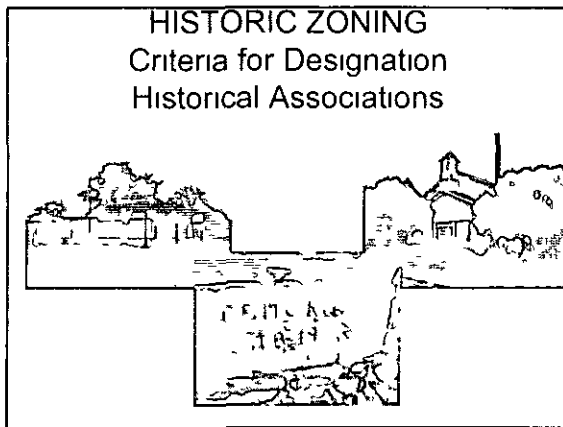 HISTORIC ZONING
Criteria for Designation
Historical Associations